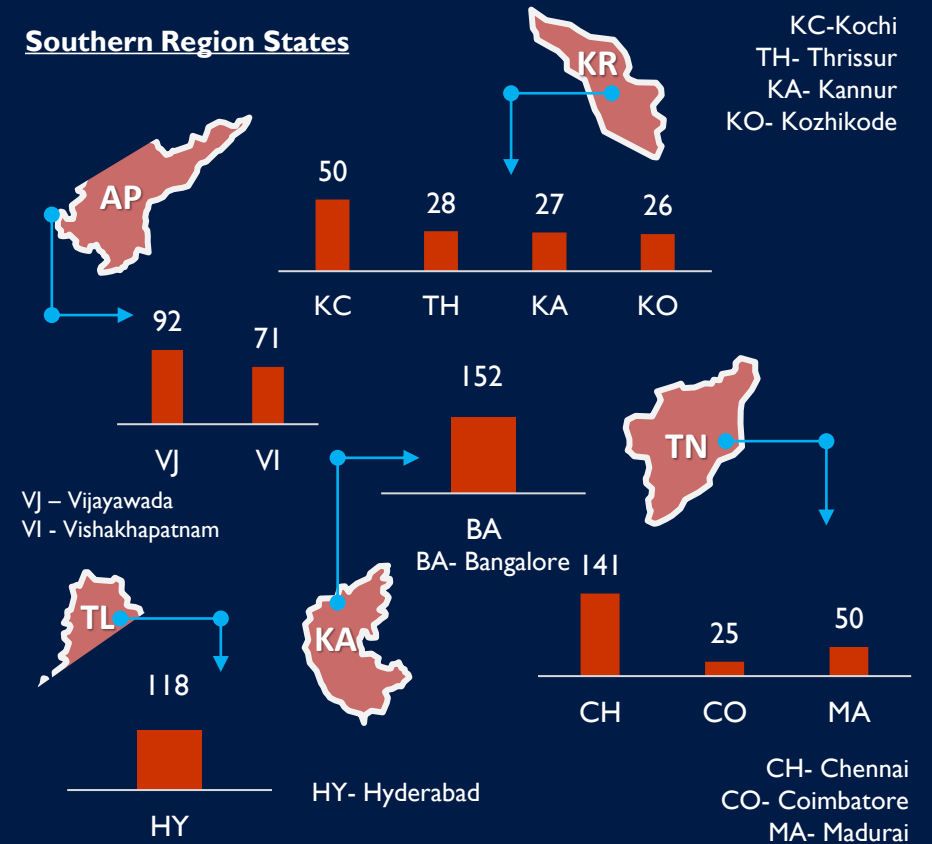 Southern Region States
KC-Kochi
TH- Thrissur
KA- Kannur
KO- Kozhikode
KR
50 28 27 26
KC TH KA KO
AP
92 71
VJ VI
VJ – Vijayawada
VI - Vishakhapatnam
152
BA
BA- Bangalore
TN
141 25 50
CH CO MA
CH- Chennai
CO- Coimbatore
MA- Madurai
TL
118
HY
HY- Hyderabad
KA